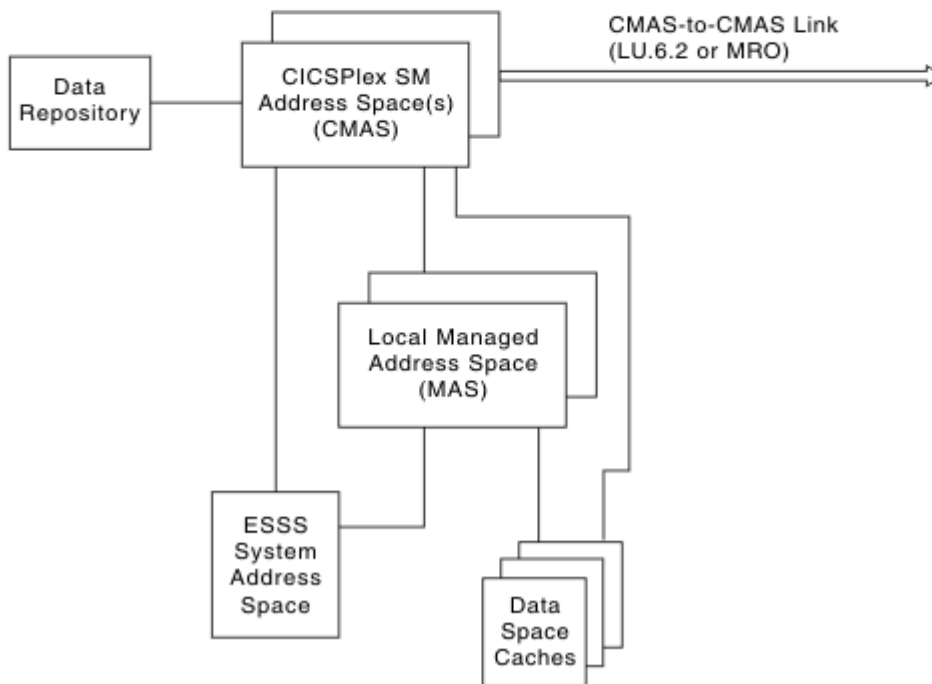 CMAS-to-CMAS Link
(LU.6.2 or MRO)
CICSPlex SM
Address Space(s)
(CMAS)
Data
Repository
Local Managed
Address Space
(MAS)
ESSS
System
Address
Space
Data
Space
Caches